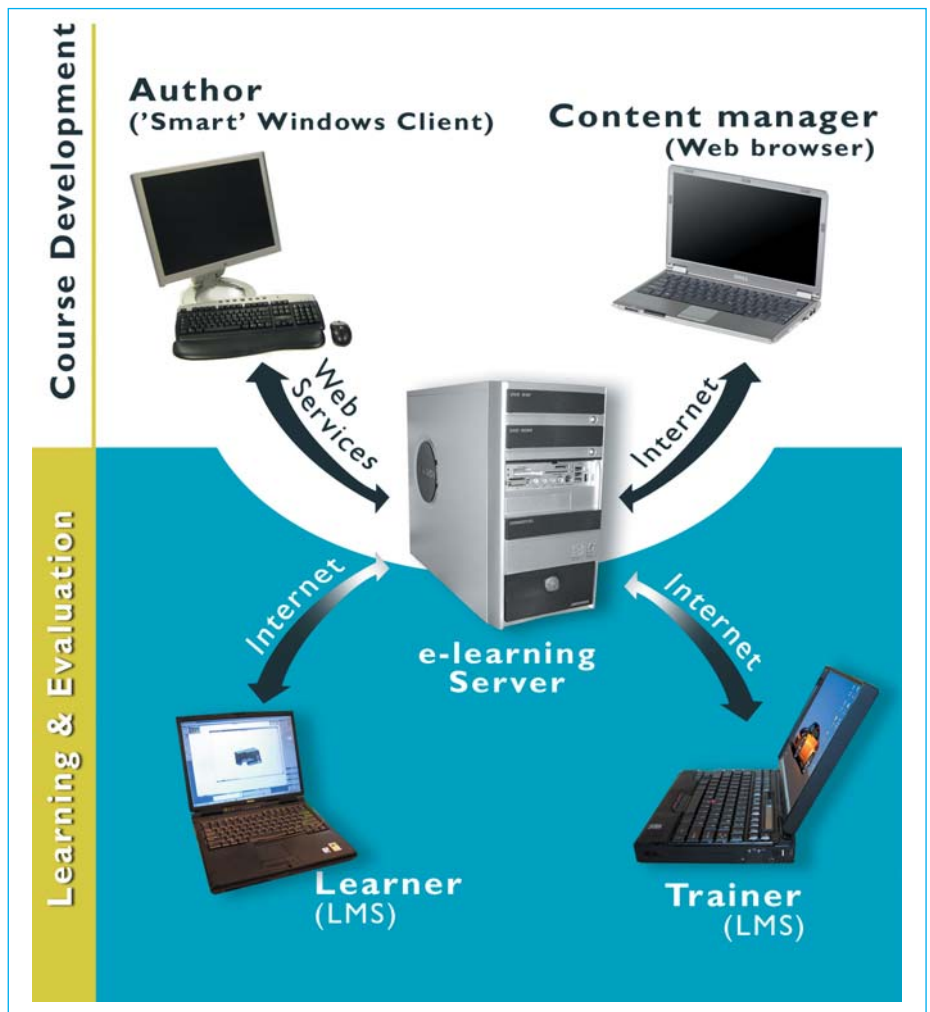 Course Development
Author
('Smart' Windows Client)
Content manager
(Web browser)
DELL
Web
Services
Internet
Internet
Internet
e-learning
Server
Learning & Evaluation
Learner
(LMS)
Trainer
(LMS)